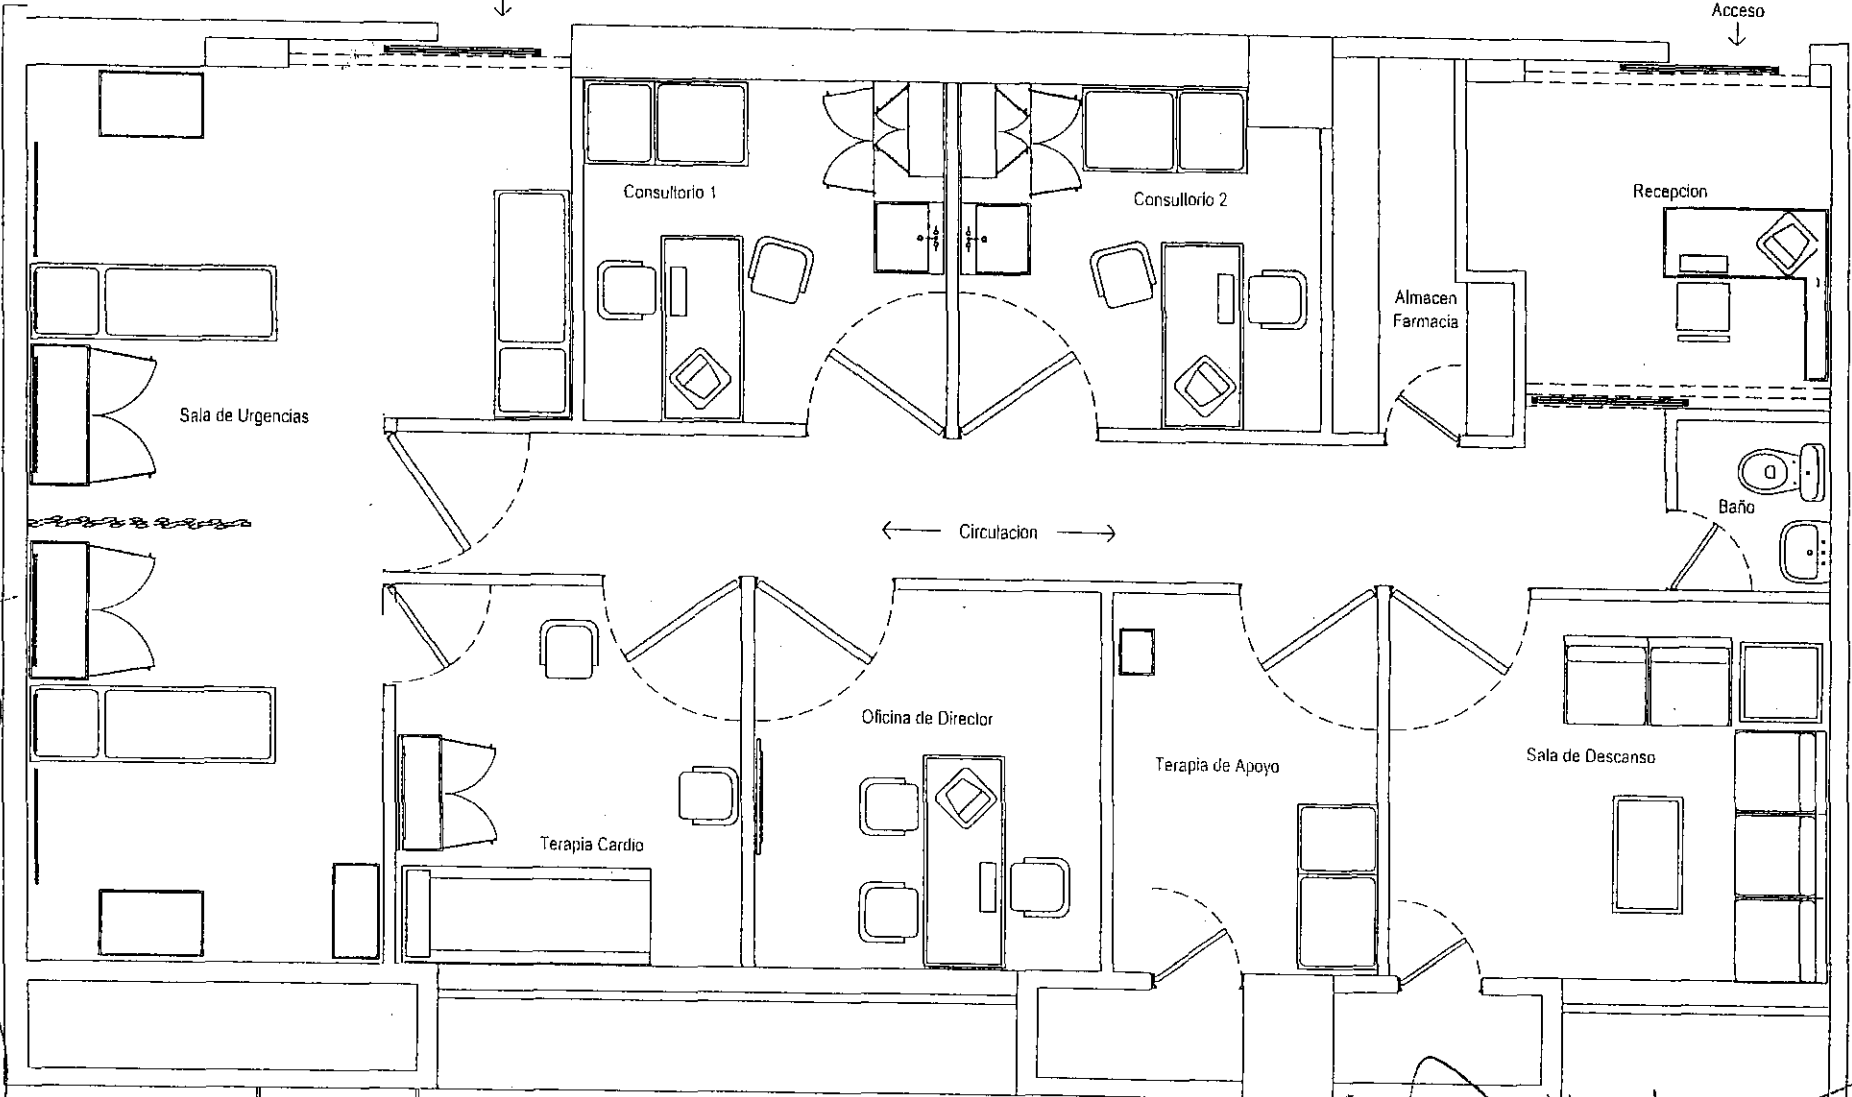 Acceso
Consultorio 1
Consultorio 2
Recepcion
Almacen
Farmacia
Sala de Urgencias
Baño
Circulacion
Oficina de Director
Terapia de Apoyo
Sala de Descanso
Terapia Cardio